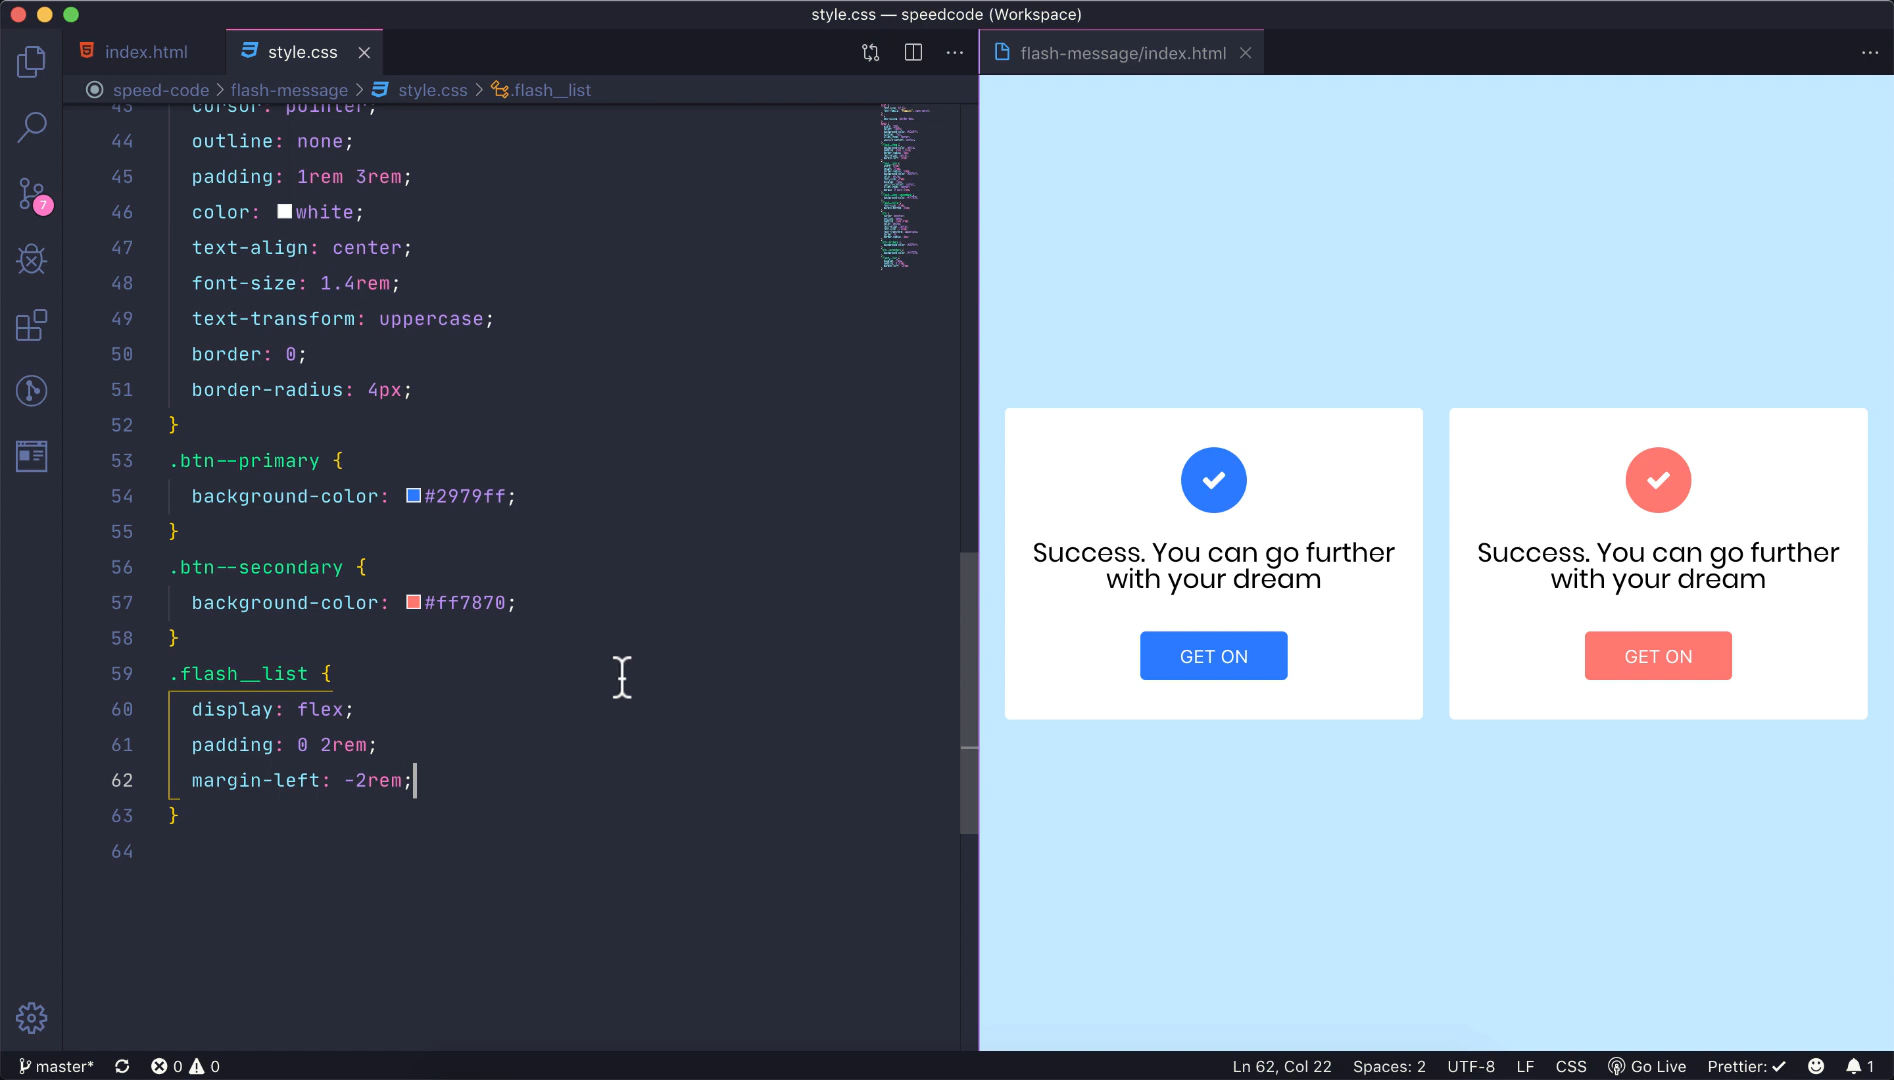 style.css — speedcode (Workspace)
index.html
style.css
flash-message/index.html
speed-code > flash-message > style.css > .flash__list
43 cursor: pointer;
44 outline: none;
45 padding: 1rem 3rem;
46 color: white;
47 text-align: center;
48 font-size: 1.4rem;
49 text-transform: uppercase;
50 border: 0;
51 border-radius: 4px;
52 }
53 .btn--primary {
54 background-color: #2979ff;
55 }
56 .btn--secondary {
57 background-color: #ff7870;
58 }
59 .flash__list {
60 display: flex;
61 padding: 0 2rem;
62 margin-left: -2rem;
63 }
64
7
Success. You can go further
with your dream
GET ON
Success. You can go further
with your dream
GET ON
master* 0 0 Ln 62, Col 22 Spaces: 2 UTF-8 LF CSS Go Live Prettier: ✓ 1